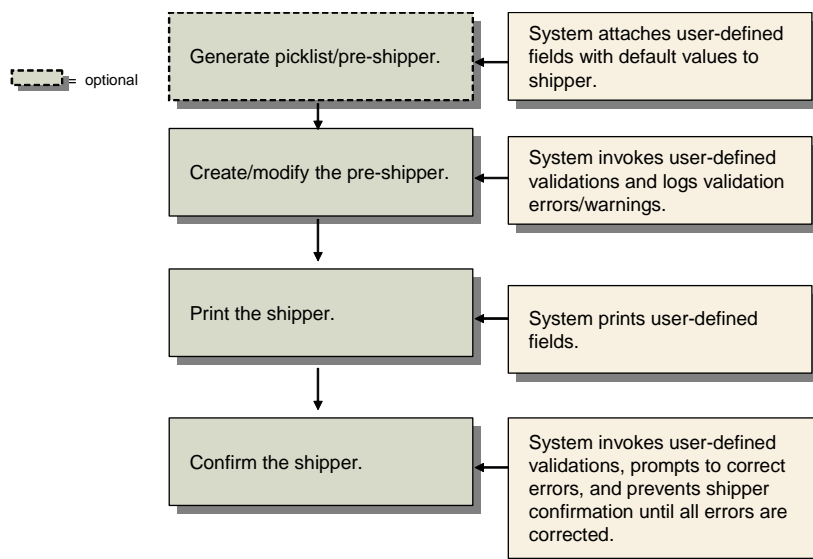 Generate picklist/pre-shipper.
System attaches user-defined
fields with default values to
shipper.
= optional
Create/modify the pre-shipper.
System invokes user-defined
validations and logs validation
errors/warnings.
Print the shipper.
System prints user-defined
fields.
Confirm the shipper.
System invokes user-defined
validations, prompts to correct
errors, and prevents shipper
confirmation until all errors are
corrected.